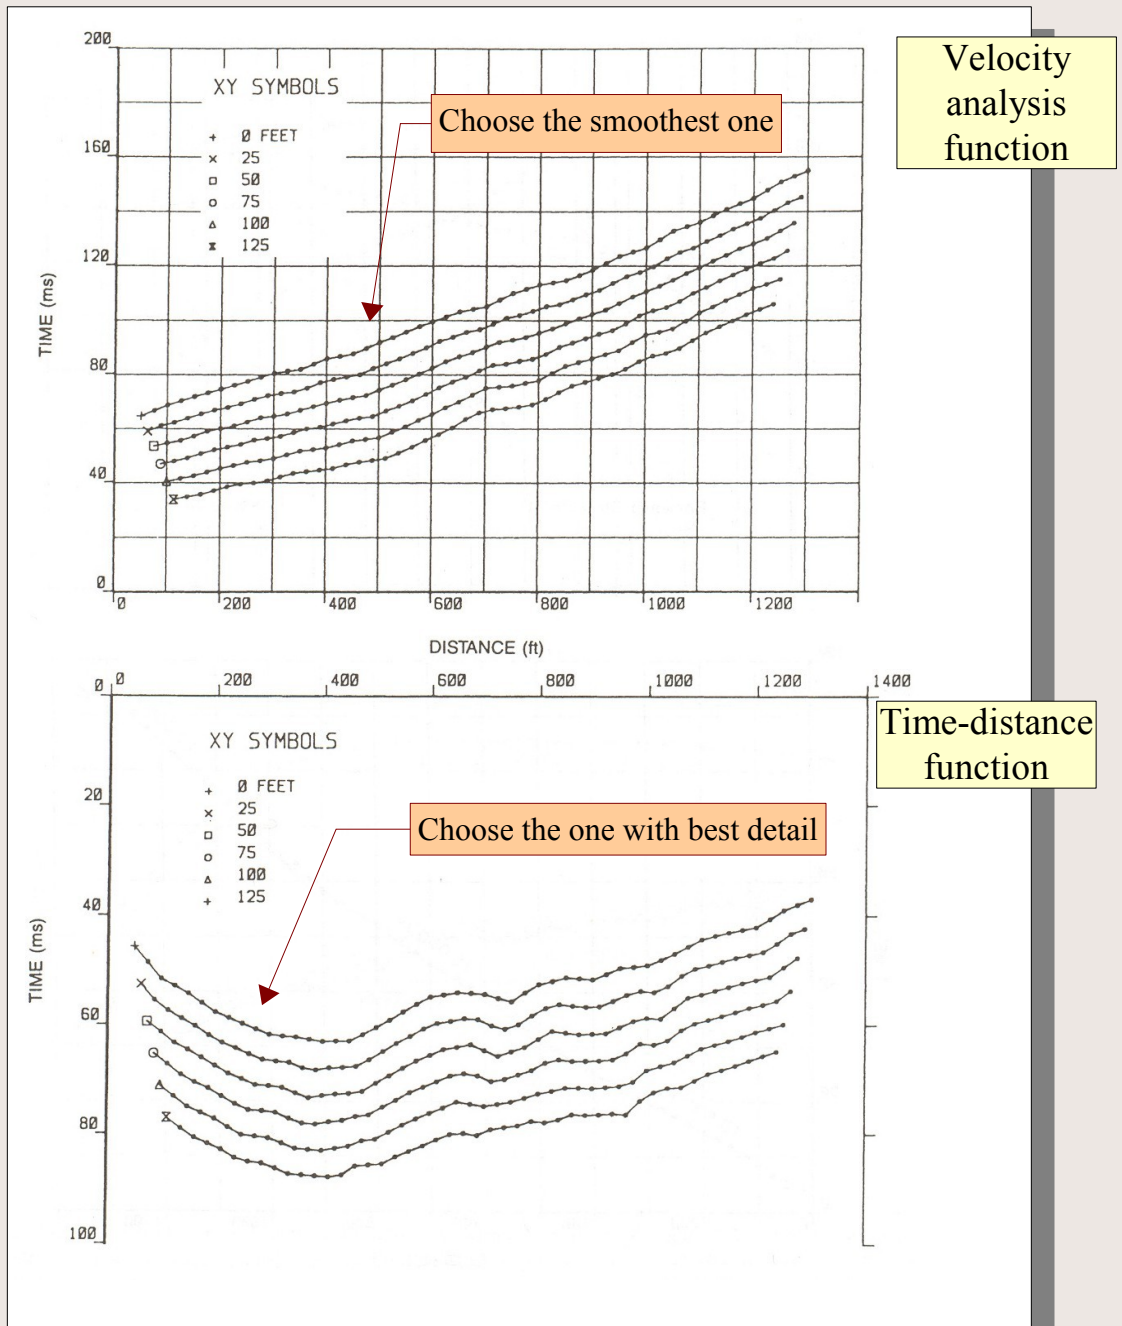 200
160
120
80
40
0
TIME (ms)
XY SYMBOLS
+ 0 FEET
× 25
□ 50
○ 75
△ 100
⧖ 125
Choose the smoothest one
Velocity
analysis
function
0 200 400 600 800 1000 1200
DISTANCE (ft)
0 200 400 600 800 1000 1200 1400
0
20
40
60
80
100
TIME (ms)
XY SYMBOLS
+ 0 FEET
× 25
□ 50
○ 75
△ 100
+ 125
Choose the one with best detail
Time-distance
function